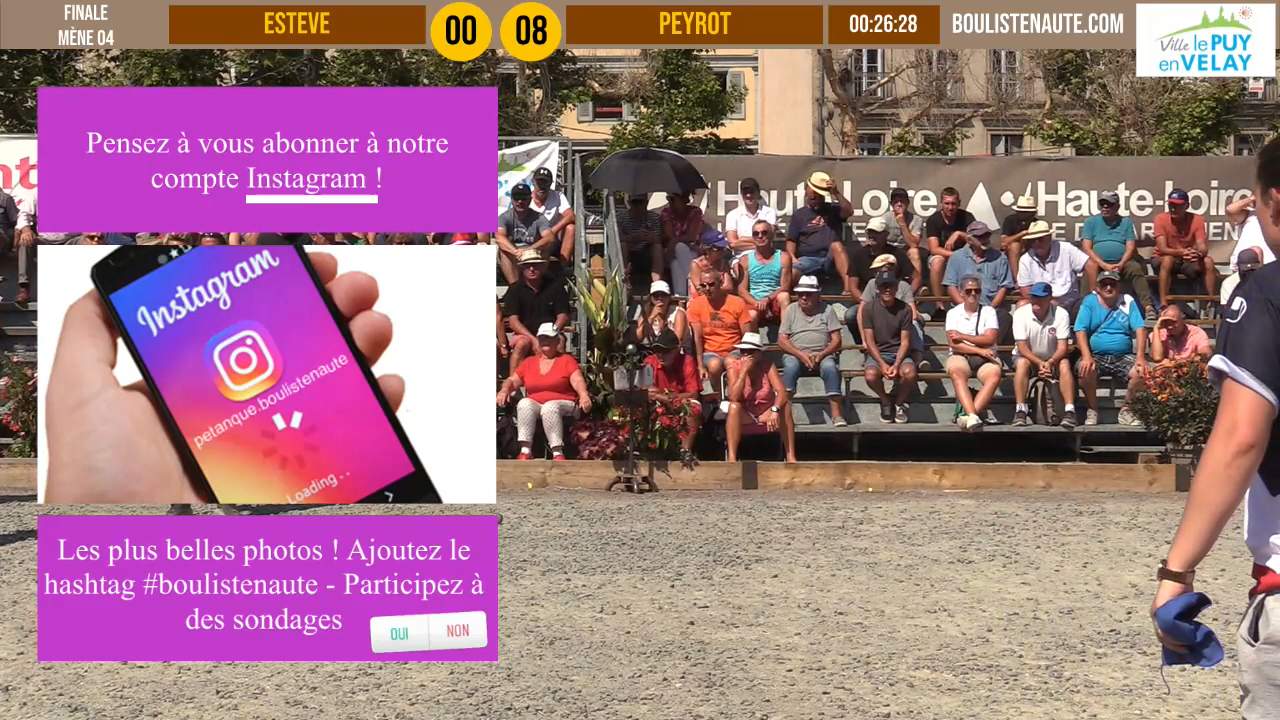 FINALE
MÈNE 04
ESTEVE
00
08
PEYROT
00:26:28
BOULISTENAUTE.COM
Ville le PUY
en VELAY
Pensez à vous abonner à notre
compte Instagram !
Haute-Loire
Haute-Loire
Instagram
petanque.boulistenaute
Loading...
Les plus belles photos ! Ajoutez le
hashtag #boulistenaute - Participez à
des sondages
OUI
NON